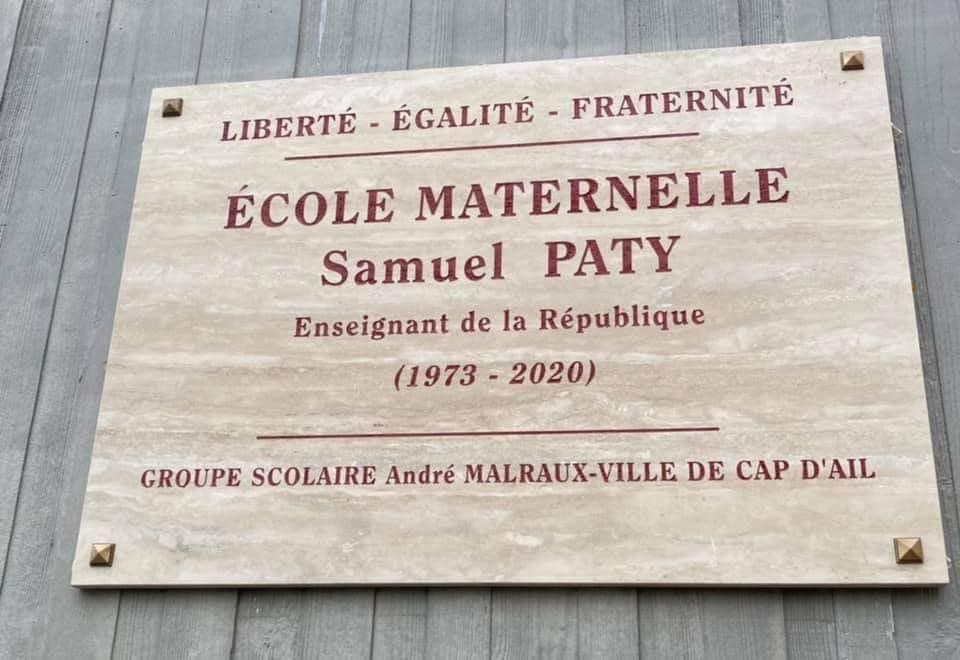 LIBERTÉ - ÉGALITÉ - FRATERNITÉ
ÉCOLE MATERNELLE
Samuel PATY
Enseignant de la République
(1973 - 2020)
GROUPE SCOLAIRE André MALRAUX-VILLE DE CAP D'AIL